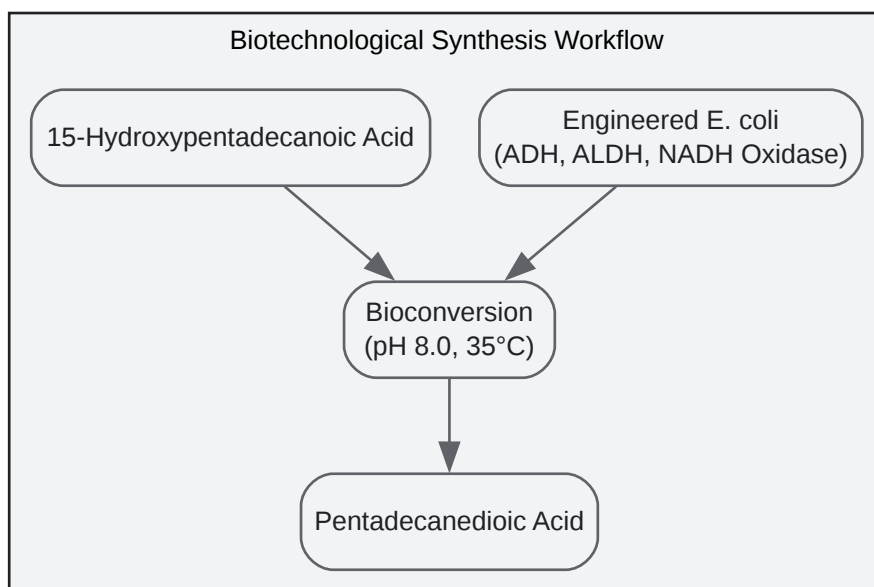 Biotechnological Synthesis Workflow
15-Hydroxypentadecanoic Acid
Engineered E. coli
(ADH, ALDH, NADH Oxidase)
Bioconversion
(pH 8.0, 35°C)
Pentadecanedioic Acid